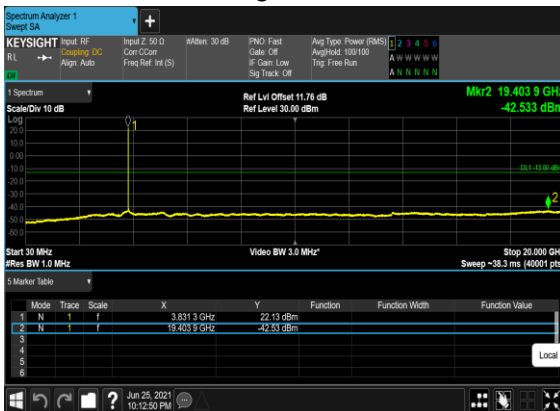 Spectrum Analyzer 1
Swept SA
KEYSIGHT
Input: RF
Coupling: DC
Align: Auto
Input Z: 50 Ω
Corr CCorr
Freq Ref: Int (S)
#Atten: 30 dB
PNO: Fast
Gate: Off
IF Gain: Low
Sig Track: Off
Avg Type: Power (RMS)
Avg|Hold: 100/100
Trig: Free Run
1 2 3 4 5 6
A W W W W W
A N N N N N
RL
LV
1 Spectrum
Scale/Div 10 dB
Ref Lvl Offset 11.76 dB
Ref Level 30.00 dBm
Mkr2 19.403 9 GHz
-42.533 dBm
Log
20.0
10.0
0.00
-10.0
-20.0
-30.0
-40.0
-50.0
-60.0
1
DL1 -13.00 dBm
2
Start 30 MHz
#Res BW 1.0 MHz
Video BW 3.0 MHz*
Stop 20.000 GH
Sweep ~38.3 ms (40001 pts
5 Marker Table
Mode Trace Scale X Y Function Function Width Function Value
1 N 1 f 3.831 3 GHz 22.13 dBm
2 N 1 f 19.403 9 GHz -42.53 dBm
3
4
5
6
Local
?
Jun 25, 2021
10:12:50 PM